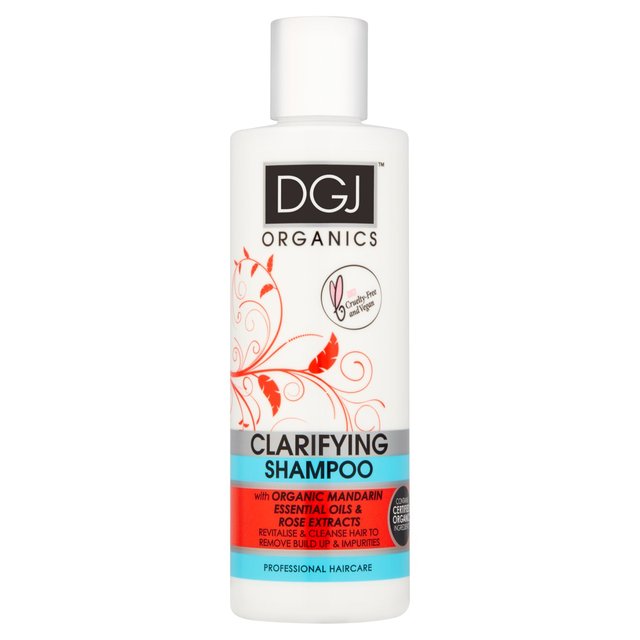 DGJ™
ORGANICS
Cruelty-Free
and Vegan
CLARIFYING
SHAMPOO
with ORGANIC MANDARIN
ESSENTIAL OILS &
ROSE EXTRACTS
REVITALISE & CLEANSE HAIR TO
REMOVE BUILD UP & IMPURITIES
CERTIFIED
ORGANIC
PROFESSIONAL HAIRCARE